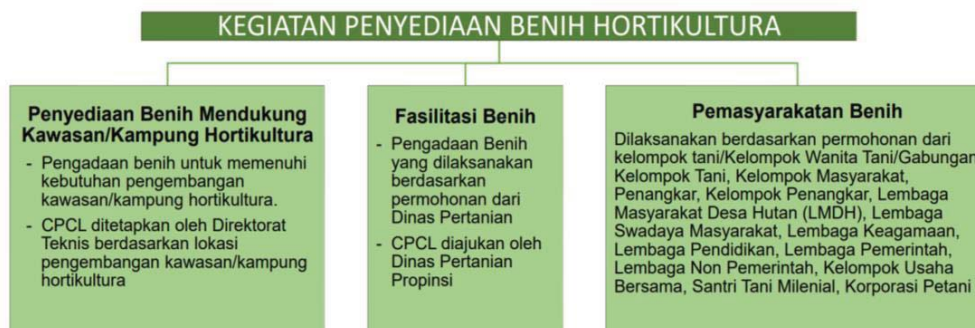 KEGIATAN PENYEDIAAN BENIH HORTIKULTURA
Penyediaan Benih Mendukung
Kawasan/Kampung Hortikultura
- Pengadaan benih untuk memenuhi
kebutuhan pengembangan
kawasan/kampung hortikultura.
- CPCL ditetapkan oleh Direktorat
Teknis berdasarkan lokasi
pengembangan kawasan/kampung
hortikultura
Fasilitasi Benih
- Pengadaan Benih
yang dilaksanakan
berdasarkan
permohonan dari
Dinas Pertanian
- CPCL diajukan oleh
Dinas Pertanian
Propinsi
Pemasyarakatan Benih
Dilaksanakan berdasarkan permohonan dari
kelompok tani/Kelompok Wanita Tani/Gabungan
Kelompok Tani, Kelompok Masyarakat,
Penangkar, Kelompok Penangkar, Lembaga
Masyarakat Desa Hutan (LMDH), Lembaga
Swadaya Masyarakat, Lembaga Keagamaan,
Lembaga Pendidikan, Lembaga Pemerintah,
Lembaga Non Pemerintah, Kelompok Usaha
Bersama, Santri Tani Milenial, Korporasi Petani